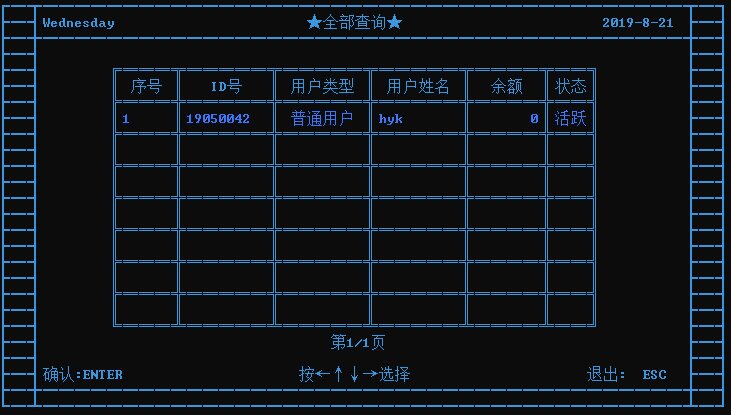 Wednesday ★全部查询★ 2019-8-21
序号 ID号 用户类型 用户姓名 余额 状态
1 19050042 普通用户 hyk 0 活跃
第1/1页
确认:ENTER 按←↑↓→选择 退出: ESC